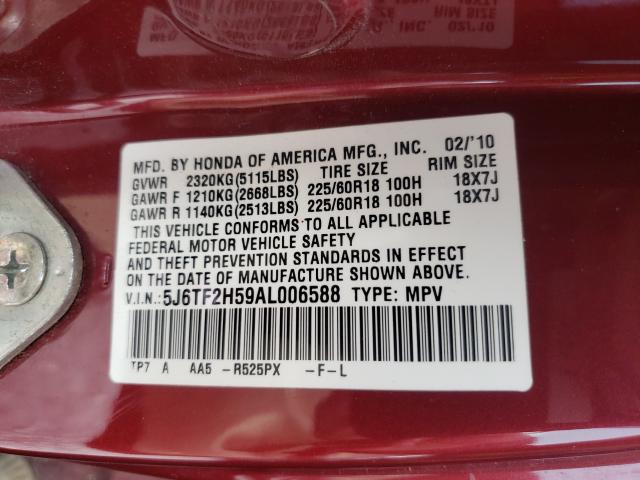 MFD. BY HONDA OF AMERICA MFG., INC. 02/'10
GVWR 2320KG(5115LBS) TIRE SIZE RIM SIZE
GAWR F 1210KG(2668LBS) 225/60R18 100H 18X7J
GAWR R 1140KG(2513LBS) 225/60R18 100H 18X7J
THIS VEHICLE CONFORMS TO ALL APPLICABLE
FEDERAL MOTOR VEHICLE SAFETY
AND THEFT PREVENTION STANDARDS IN EFFECT
ON THE DATE OF MANUFACTURE SHOWN ABOVE.
V.I.N.: 5J6TF2H59AL006588 TYPE: MPV
TP7 A AA5 -R525PX -F-L